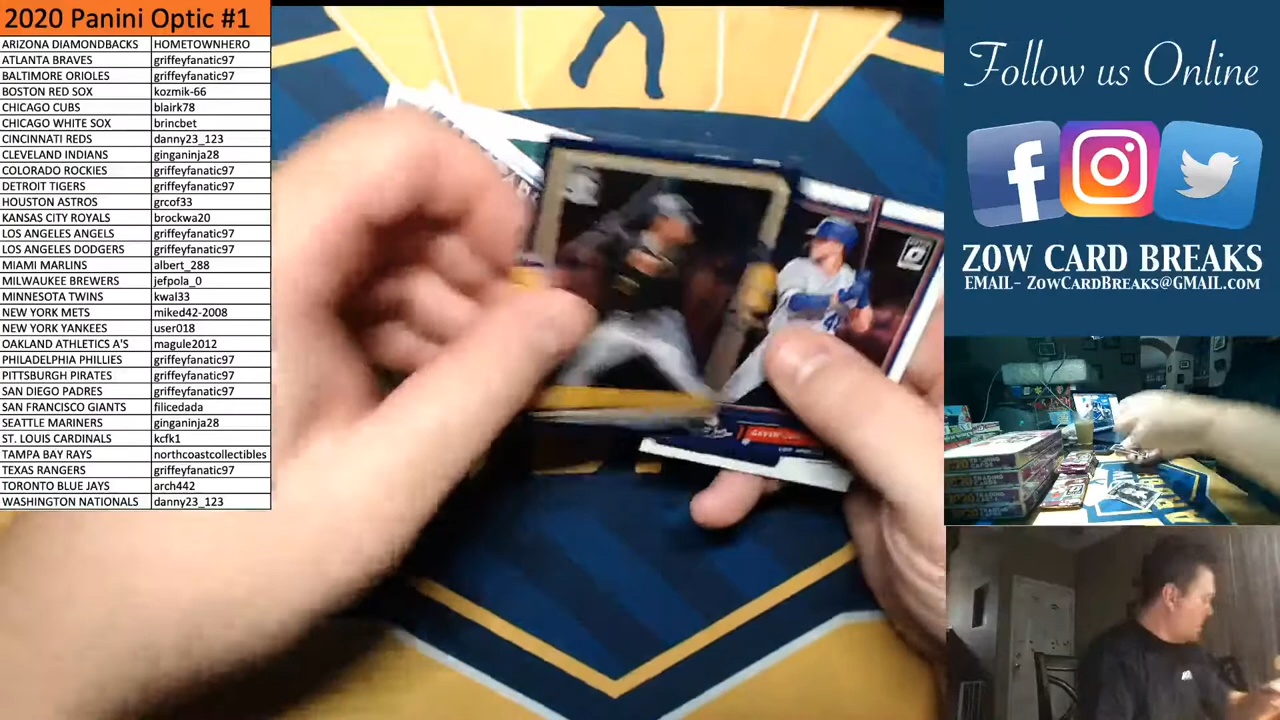 2020 Panini Optic #1
ARIZONA DIAMONDBACKS HOMETOWNHERO
ATLANTA BRAVES griffeyfanatic97
BALTIMORE ORIOLES griffeyfanatic97
BOSTON RED SOX kozmik-66
CHICAGO CUBS blairk78
CHICAGO WHITE SOX brincbet
CINCINNATI REDS danny23_123
CLEVELAND INDIANS ginganinja28
COLORADO ROCKIES griffeyfanatic97
DETROIT TIGERS griffeyfanatic97
HOUSTON ASTROS grcof33
KANSAS CITY ROYALS brockwa20
LOS ANGELES ANGELS griffeyfanatic97
LOS ANGELES DODGERS griffeyfanatic97
MIAMI MARLINS albert_288
MILWAUKEE BREWERS jefpola_0
MINNESOTA TWINS kwal33
NEW YORK METS miked42-2008
NEW YORK YANKEES user018
OAKLAND ATHLETICS A'S magule2012
PHILADELPHIA PHILLIES griffeyfanatic97
PITTSBURGH PIRATES griffeyfanatic97
SAN DIEGO PADRES griffeyfanatic97
SAN FRANCISCO GIANTS filicedada
SEATTLE MARINERS ginganinja28
ST. LOUIS CARDINALS kcfk1
TAMPA BAY RAYS northcoastcollectibles
TEXAS RANGERS griffeyfanatic97
TORONTO BLUE JAYS arch442
WASHINGTON NATIONALS danny23_123
Follow us Online
ZOW CARD BREAKS
EMAIL- ZowCardBreaks@gmail.com